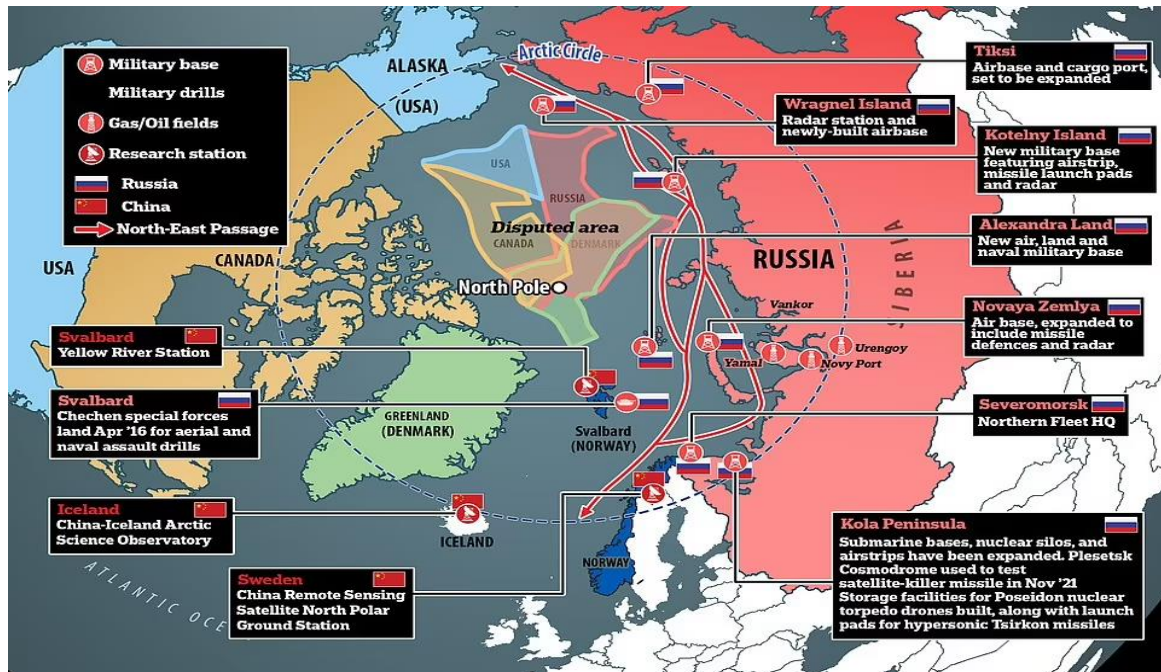 Military base
Military drills
Gas/Oil fields
Research station
Russia
China
North-East Passage
ALASKA
(USA)
Arctic Circle
USA
CANADA
USA
RUSSIA
Disputed area
CANADA
DENMARK
North Pole
RUSSIA
SIBERIA
Vankor
Yamal
Urengoy
Novy Port
GREENLAND
(DENMARK)
Svalbard
(NORWAY)
ICELAND
NORWAY
ATLANTIC OCE
Tiksi
Airbase and cargo port,
set to be expanded
Wragnel Island
Radar station and
newly-built airbase
Kotelny Island
New military base
featuring airstrip,
missile launch pads
and radar
Alexandra Land
New air, land and
naval military base
Novaya Zemlya
Air base, expanded to
include missile
defences and radar
Severomorsk
Northern Fleet HQ
Kola Peninsula
Submarine bases, nuclear silos, and
airstrips have been expanded. Plesetsk
Cosmodrome used to test
satellite-killer missile in Nov '21
Storage facilities for Poseidon nuclear
torpedo drones built, along with launch
pads for hypersonic Tsirkon missiles
Svalbard
Yellow River Station
Svalbard
Chechen special forces
land Apr '16 for aerial and
naval assault drills
Iceland
China-Iceland Arctic
Science Observatory
Sweden
China Remote Sensing
Satellite North Polar
Ground Station